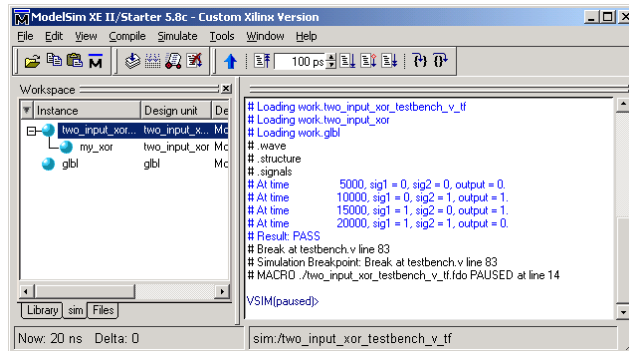 ModelSim XE II/Starter 5.8c - Custom Xilinx Version
File Edit View Compile Simulate Tools Window Help
100 ps
Workspace
Instance Design unit De
two_input_xor... two_input_x... Mc
my_xor two_input_xor Mc
glbl glbl Mc
Library sim Files
# Loading work.two_input_xor_testbench_v_tf
# Loading work.two_input_xor
# Loading work.glbl
# .wave
# .structure
# .signals
# At time 5000, sig1 = 0, sig2 = 0, output = 0.
# At time 10000, sig1 = 0, sig2 = 1, output = 1.
# At time 15000, sig1 = 1, sig2 = 0, output = 1.
# At time 20000, sig1 = 1, sig2 = 1, output = 0.
# Result: PASS
# Break at testbench.v line 83
# Simulation Breakpoint: Break at testbench.v line 83
# MACRO ./two_input_xor_testbench_v_tf.fdo PAUSED at line 14
VSIM(paused)>
Now: 20 ns Delta: 0 sim:/two_input_xor_testbench_v_tf